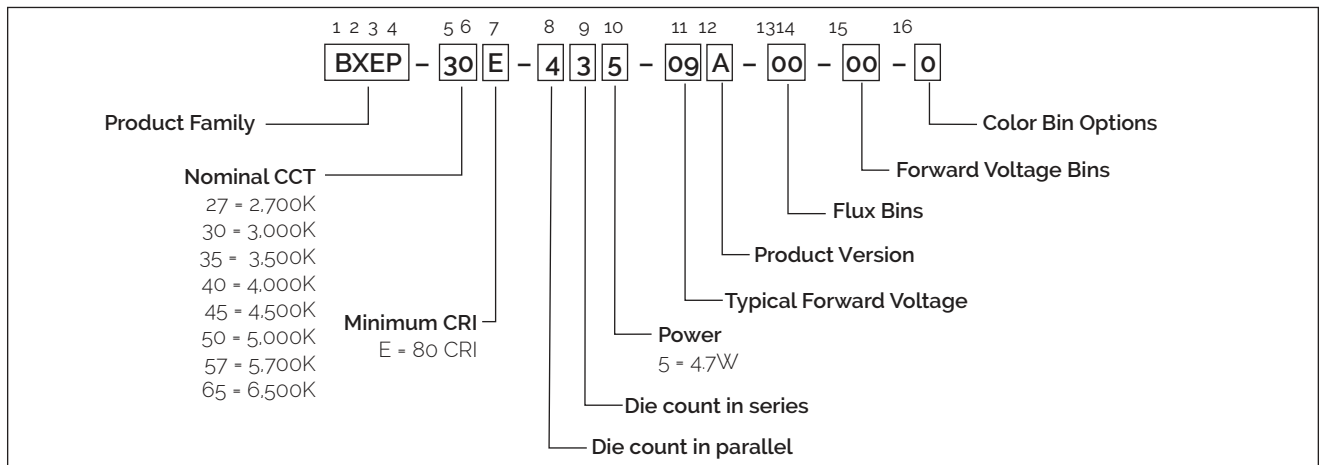 1 2 3 4 5 6 7 8 9 10 11 12 1314 15 16
BXEP – 30 E – 4 3 5 – 09 A – 00 – 00 – 0
Product Family
Color Bin Options
Nominal CCT
27 = 2,700K
30 = 3,000K
35 = 3,500K
40 = 4,000K
45 = 4,500K
50 = 5,000K
57 = 5,700K
65 = 6,500K
Forward Voltage Bins
Flux Bins
Product Version
Typical Forward Voltage
Minimum CRI
E = 80 CRI
Power
5 = 4.7W
Die count in series
Die count in parallel